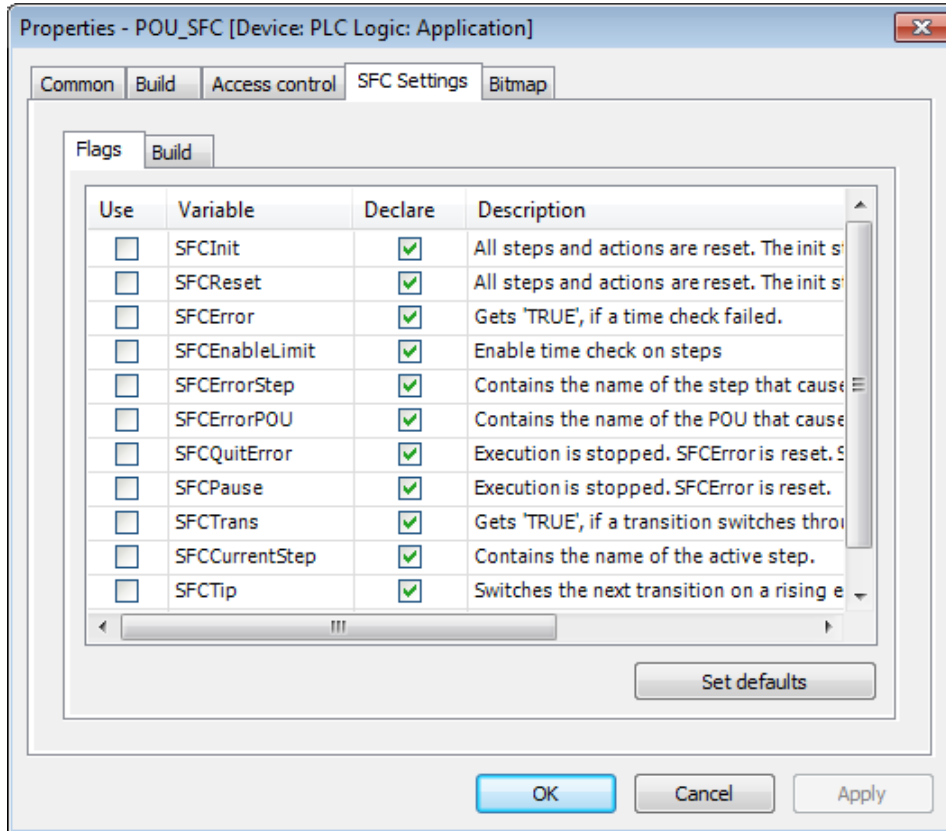 Properties - POU_SFC [Device: PLC Logic: Application]
Common Build Access control SFC Settings Bitmap
Flags Build
Use Variable Declare Description
SFCInit All steps and actions are reset. The init
SFCReset All steps and actions are reset. The init
SFCError Gets 'TRUE', if a time check failed.
SFCEnableLimit Enable time check on steps
SFCErrorStep Contains the name of the step that
SFCErrorPOU Contains the name of the POU that
SFCQuitError Execution is stopped. SFCError is reset.
SFCPause Execution is stopped. SFCError is reset.
SFCTrans Gets 'TRUE', if a transition switches
SFCCurrentStep Contains the name of the active step.
SFCTip Switches the next transition on a rising
Set defaults
OK Cancel Apply